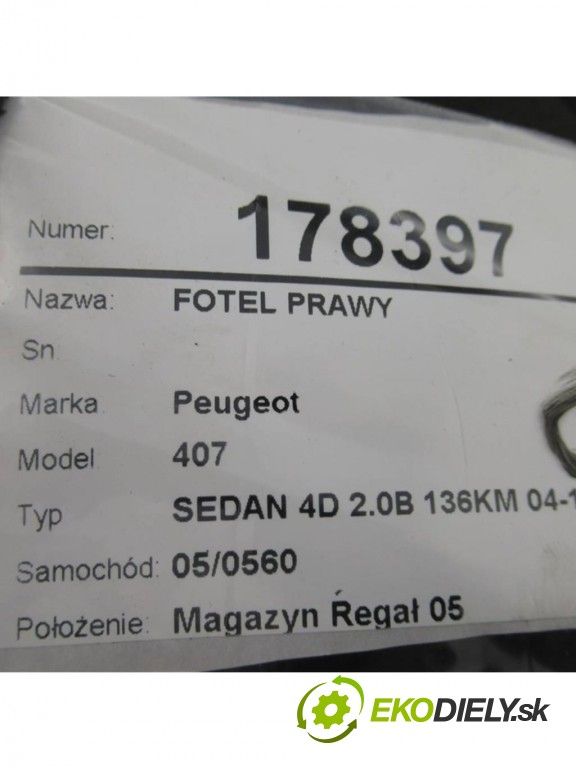 Numer: 178397
Nazwa: FOTEL PRAWY
Sn
Marka Peugeot
Model 407
Typ SEDAN 4D 2.0B 136KM 04-1
Samochód: 05/0560
Położenie: Magazyn Regał 05
EKODIELY.sk